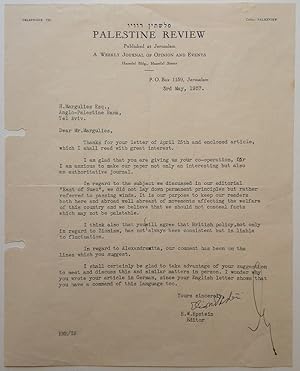 TELEPHONE 731
CABLE: PALREVIEW
פלשתין רוויו
PALESTINE REVIEW
Published at Jerusalem
A WEEKLY JOURNAL OF OPINION AND EVENTS
P. O. Box 1159, Jerusalem
3rd May, 1937.
H.Margulies Esq.,
Anglo-Palestine Bank,
Tel Aviv.
Dear Mr.Margulies,
Thanks for your letter of April 25th and enclosed article,
which I shall read with great interest.
I am glad that you are giving us your co-operation, for
I am anxious to make our paper not only an interesting but also
an authoritative journal.
In regard to the subject we discussed in our editorial
"East of Suez", we did not lay down permanent principles but rather
referred to passing winds. It is our purpose to keep our readers
both here and abroad well abreast of movements affecting the welfare
of this country and we believe that we should not conceal facts
which may not be palatable.
I think also that you'll agree that British policy, not only
in regard to Zionism, has not always been consistent but is liable
to fluctuation.
In regard to Alexandretta, our comment has been on the
lines which you suggest.
I shall certainly be glad to take advantage of your suggestion
to meet and discuss this and similar matters in person. I wonder why
you wrote your article in German, since your English letter shows that
you have a command of this language too.
Yours sincerely,
E.W.Epstein
Editor